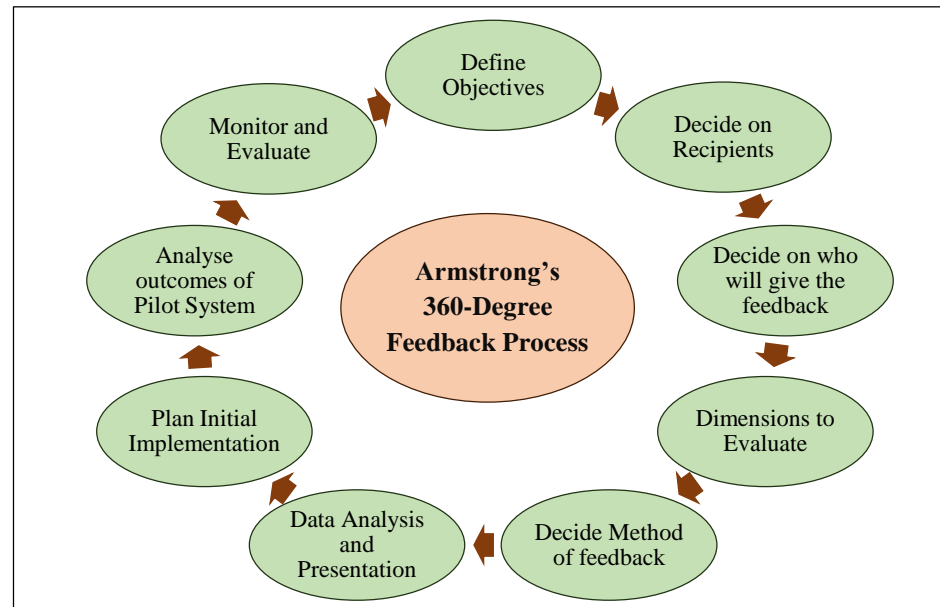 Define
Objectives
Decide on
Recipients
Decide on who
will give the
feedback
Dimensions to
Evaluate
Decide Method
of feedback
Data Analysis
and
Presentation
Plan Initial
Implementation
Analyse
outcomes of
Pilot System
Monitor and
Evaluate
Armstrong’s
360-Degree
Feedback Process